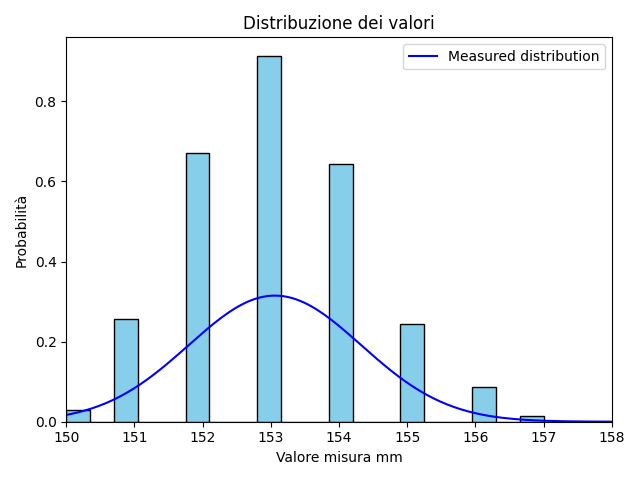 Distribuzione dei valori
Measured distribution
Probabilità
0.8
0.6
0.4
0.2
0.0
150 151 152 153 154 155 156 157 158
Valore misura mm